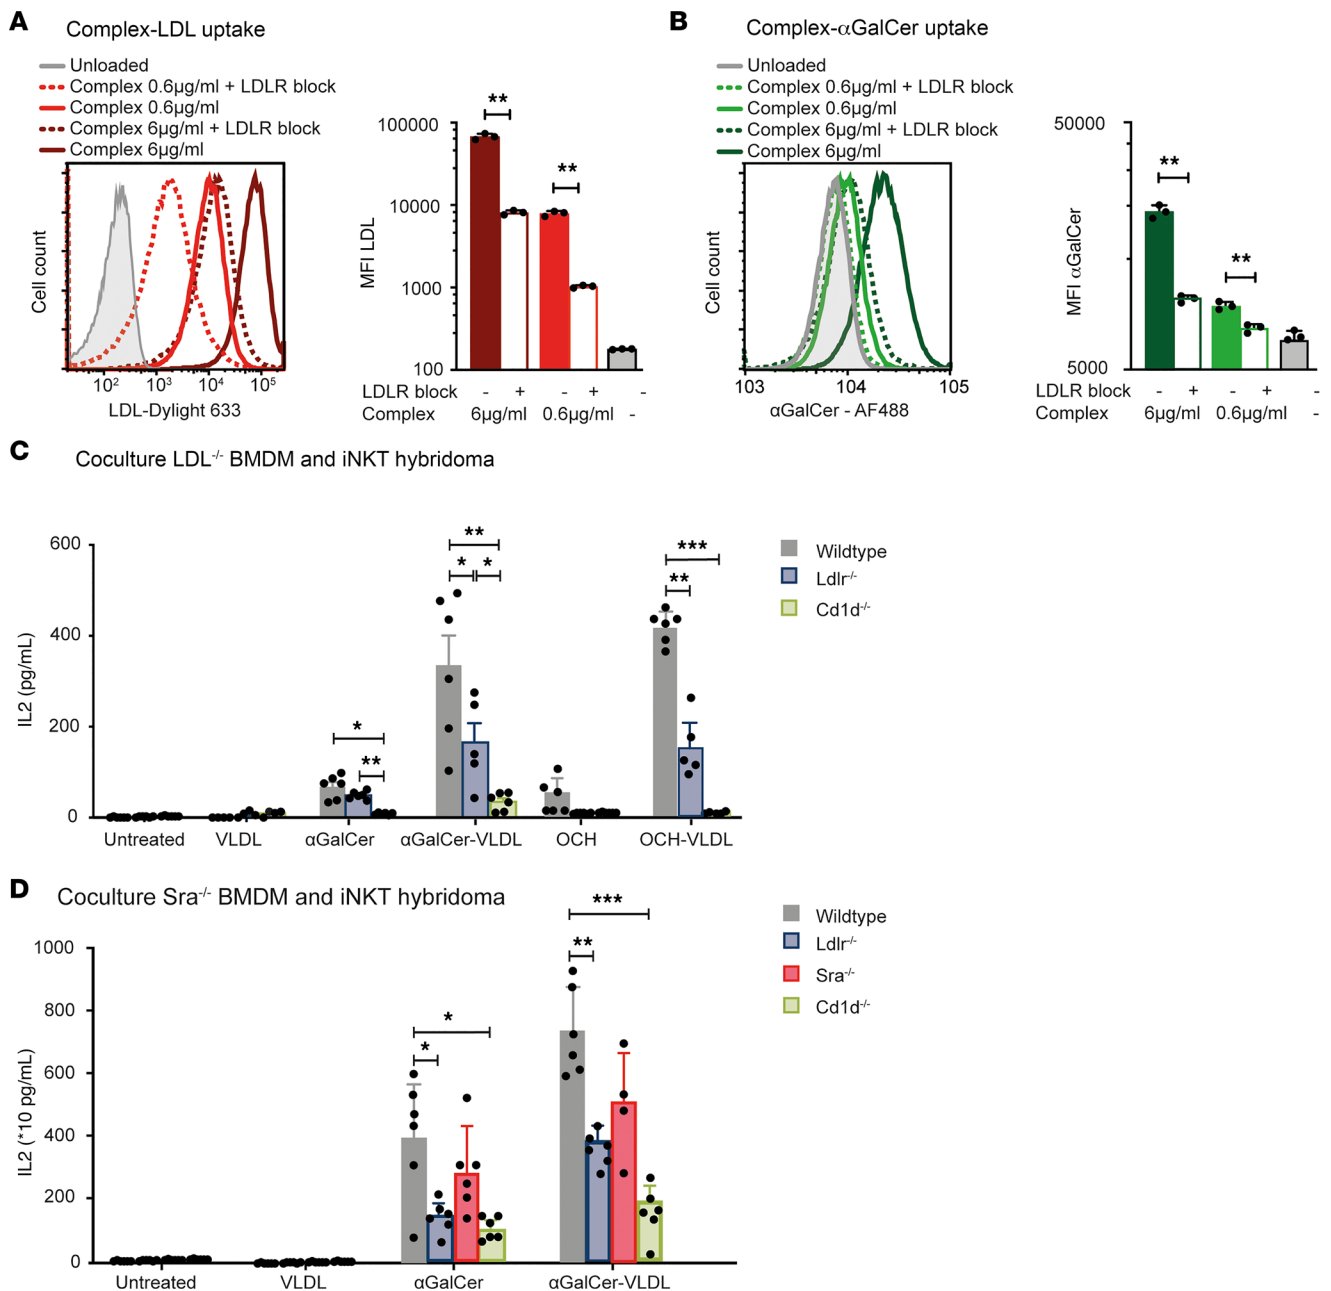 A
Complex-LDL uptake
Unloaded
Complex 0.6µg/ml + LDLR block
Complex 0.6µg/ml
Complex 6µg/ml + LDLR block
Complex 6µg/ml
Cell count
10² 10³ 10⁴ 10⁵
LDL-Dylight 633
MFI LDL
100000
10000
1000
100
** **
LDLR block - + - + -
Complex 6µg/ml 0.6µg/ml -
B
Complex-αGalCer uptake
Unloaded
Complex 0.6µg/ml + LDLR block
Complex 0.6µg/ml
Complex 6µg/ml + LDLR block
Complex 6µg/ml
Cell count
103 104 105
αGalCer - AF488
MFI αGalCer
50000
5000
** **
LDLR block - + - + -
Complex 6µg/ml 0.6µg/ml -
C
Coculture LDL-/- BMDM and iNKT hybridoma
IL2 (pg/mL)
600
400
200
0
* **
** * *
*** **
Untreated VLDL αGalCer αGalCer-VLDL OCH OCH-VLDL
Wildtype
Ldlr-/-
Cd1d-/-
D
Coculture Sra-/- BMDM and iNKT hybridoma
IL2 (*10 pg/mL)
1000
800
600
400
200
0
* *
*** **
Untreated VLDL αGalCer αGalCer-VLDL
Wildtype
Ldlr-/-
Sra-/-
Cd1d-/-